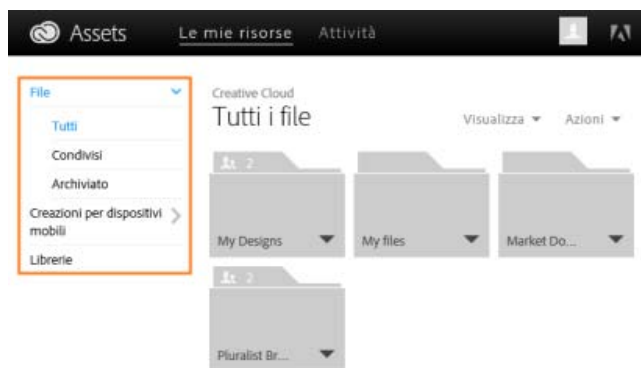 Assets Le mie risorse Attività
File
Tutti
Condivisi
Archiviato
Creazioni per dispositivi
mobili
Librerie
Creative Cloud
Tutti i file
Visualizza Azioni
2
My Designs My files Market Do...
2
Pluralist Br...